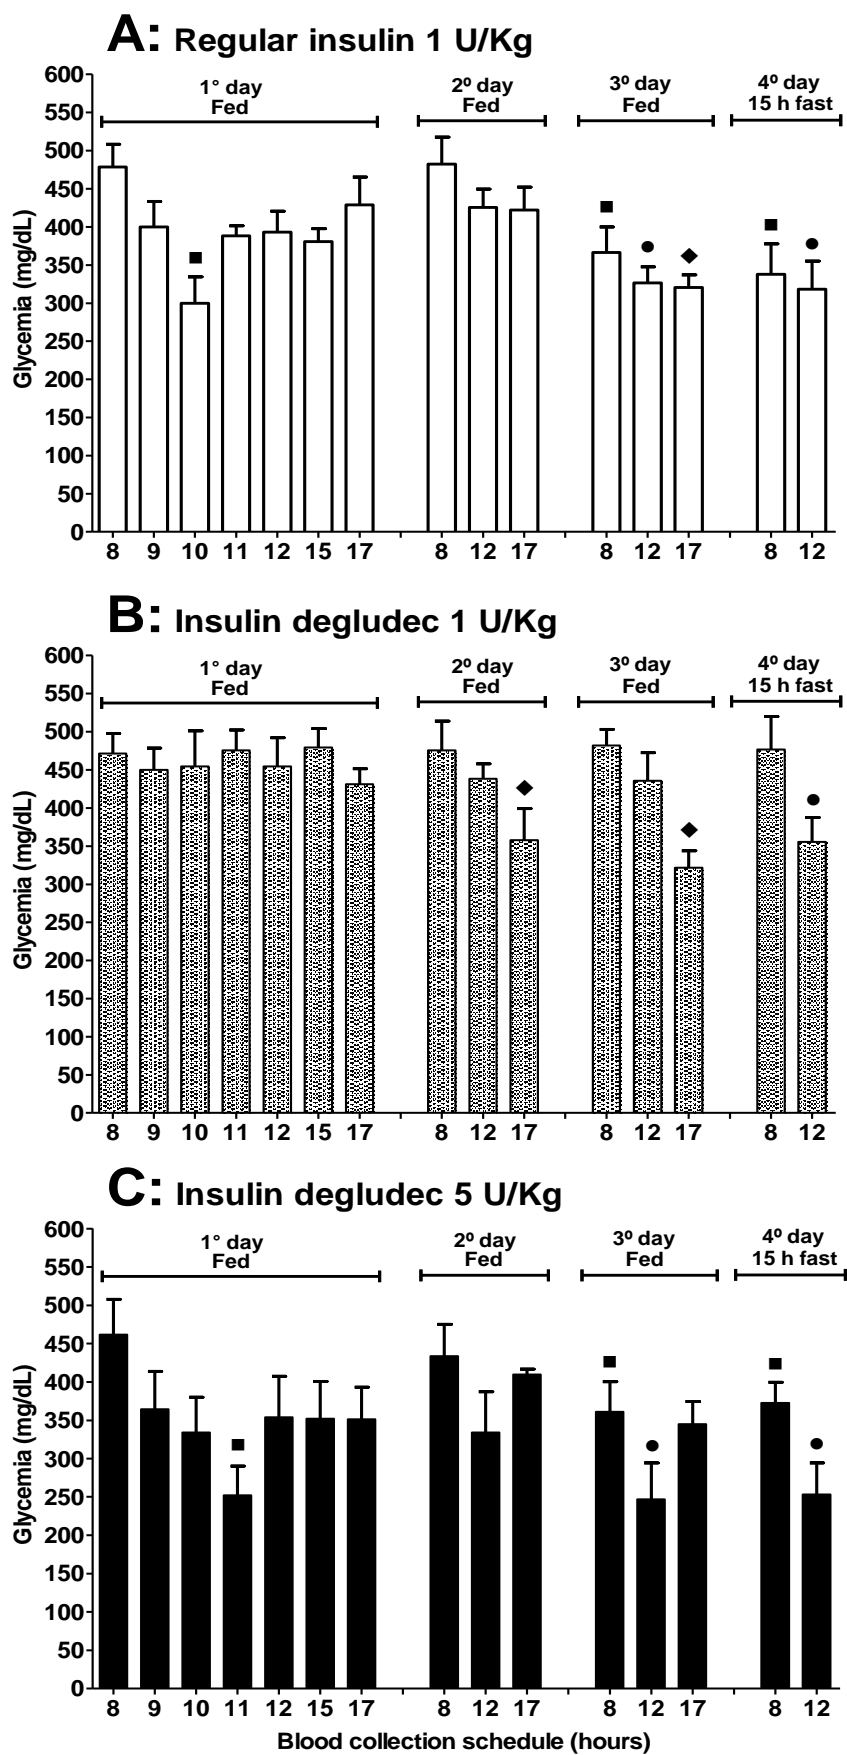 A: Regular insulin 1 U/Kg
Glycemia (mg/dL)
600
550
500
450
400
350
300
250
200
150
100
50
0
1° day
Fed
2º day
Fed
3º day
Fed
4º day
15 h fast
8 9 10 11 12 15 17 8 12 17 8 12 17 8 12
B: Insulin degludec 1 U/Kg
Glycemia (mg/dL)
600
550
500
450
400
350
300
250
200
150
100
50
0
1° day
Fed
2º day
Fed
3º day
Fed
4º day
15 h fast
8 9 10 11 12 15 17 8 12 17 8 12 17 8 12
C: Insulin degludec 5 U/Kg
Glycemia (mg/dL)
600
550
500
450
400
350
300
250
200
150
100
50
0
1° day
Fed
2º day
Fed
3º day
Fed
4º day
15 h fast
8 9 10 11 12 15 17 8 12 17 8 12 17 8 12
Blood collection schedule (hours)